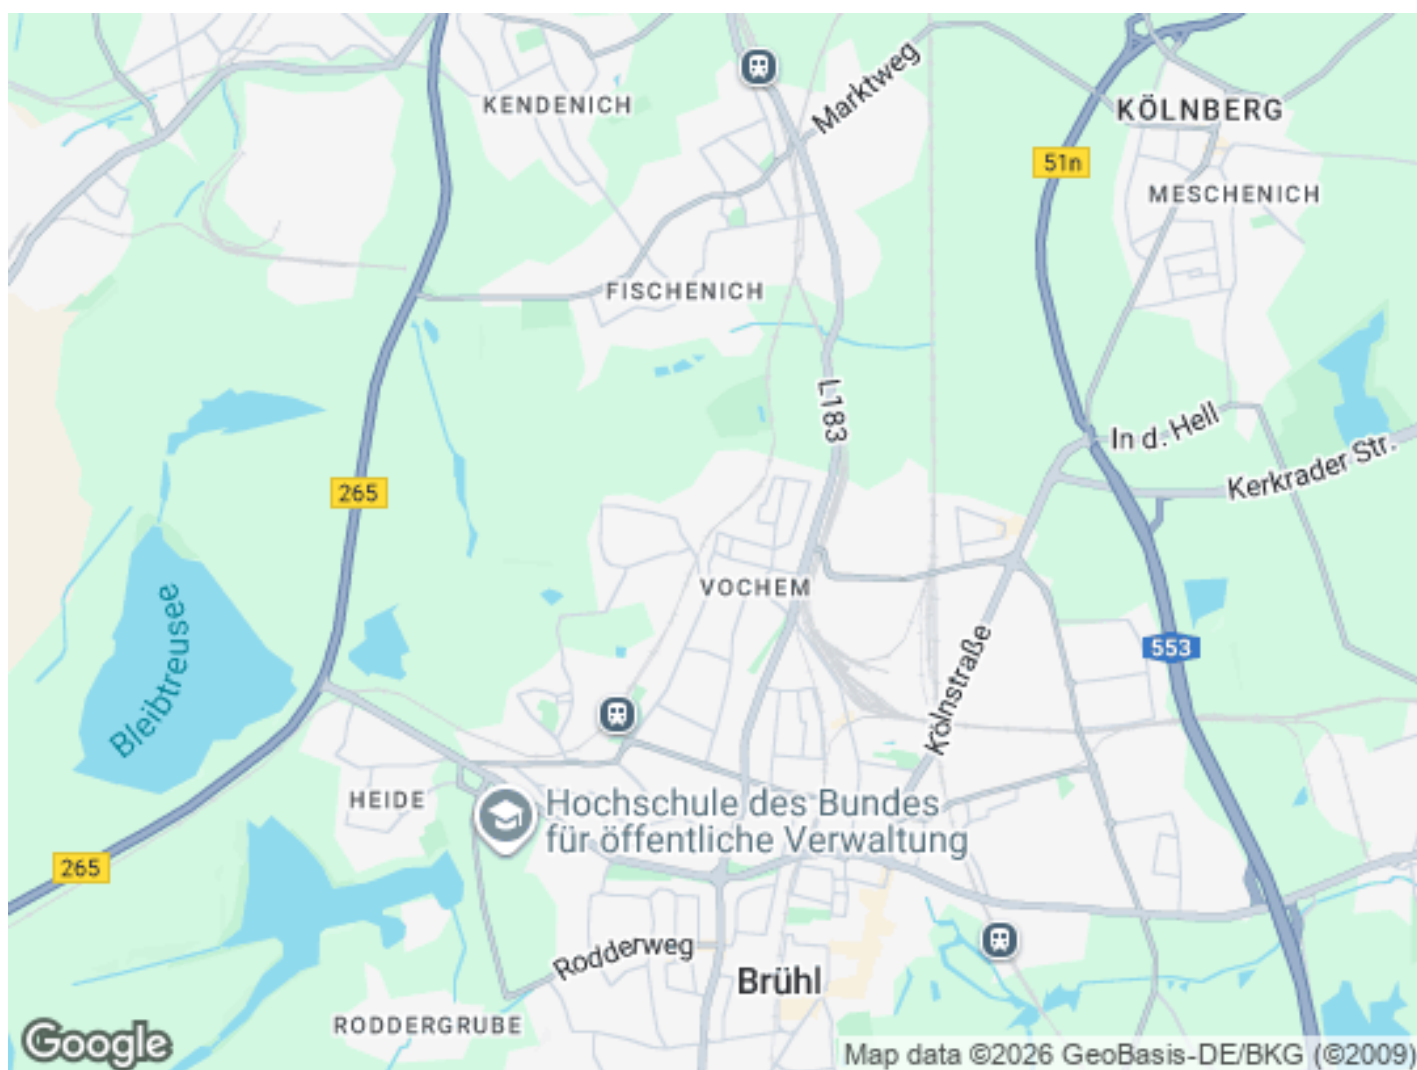 KENDENICH
Marktweg
KÖLNBERG
51n
MESCHENICH
FISCHENICH
L183
In d. Hell
Kerkrader Str.
265
VOCHEM
Bleibtreusee
553
Kölnstraße
HEIDE
Hochschule des Bundes
für öffentliche Verwaltung
265
Rodderweg
Brühl
RODDERGRUBE
Google
Map data ©2026 GeoBasis-DE/BKG (©2009)